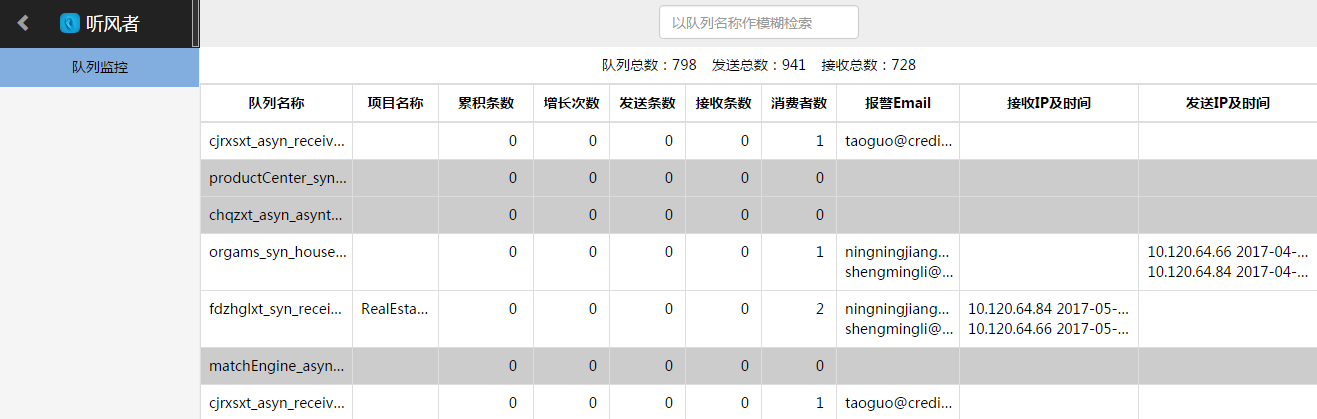 听风者
以队列名称作模糊检索
队列监控
队列总数：798 发送总数：941 接收总数：728
队列名称 项目名称 累积条数 增长次数 发送条数 接收条数 消费者数 报警Email 接收IP及时间 发送IP及时间
cjrxsxt_asyn_receiv... 0 0 0 0 1 taoguo@credi...
productCenter_syn... 0 0 0 0 0
chqzxt_asyn_asynt... 0 0 0 0 0
orgams_syn_house... 0 0 0 0 1 ningningjiang... 10.120.64.66 2017-04-...
shengmingli@... 10.120.64.84 2017-04-...
fdzhglxt_syn_recei... RealEsta... 0 0 0 0 2 ningningjiang... 10.120.64.84 2017-05-...
shengmingli@... 10.120.64.66 2017-05-...
matchEngine_asyn... 0 0 0 0 0
cjrxsxt_asyn_receiv... 0 0 0 0 1 taoguo@credi...